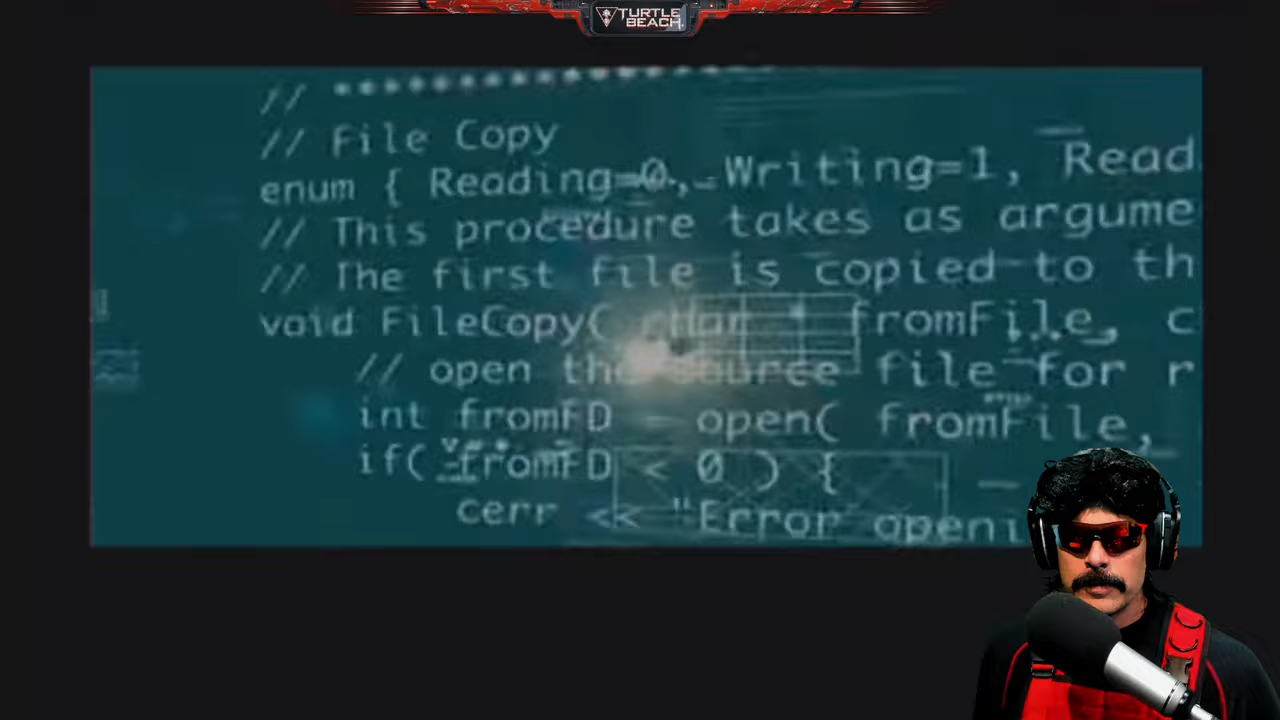 TURTLE
BEACH
//
// File Copy
enum { Reading=0, Writing=1, Read
// This procedure takes as argume
// The first file is copied to th
void FileCopy( char * fromFile, c
// open the source file for r
int fromFD = open( fromFile,
if( fromFD < 0 ) {
cerr << "Error openi